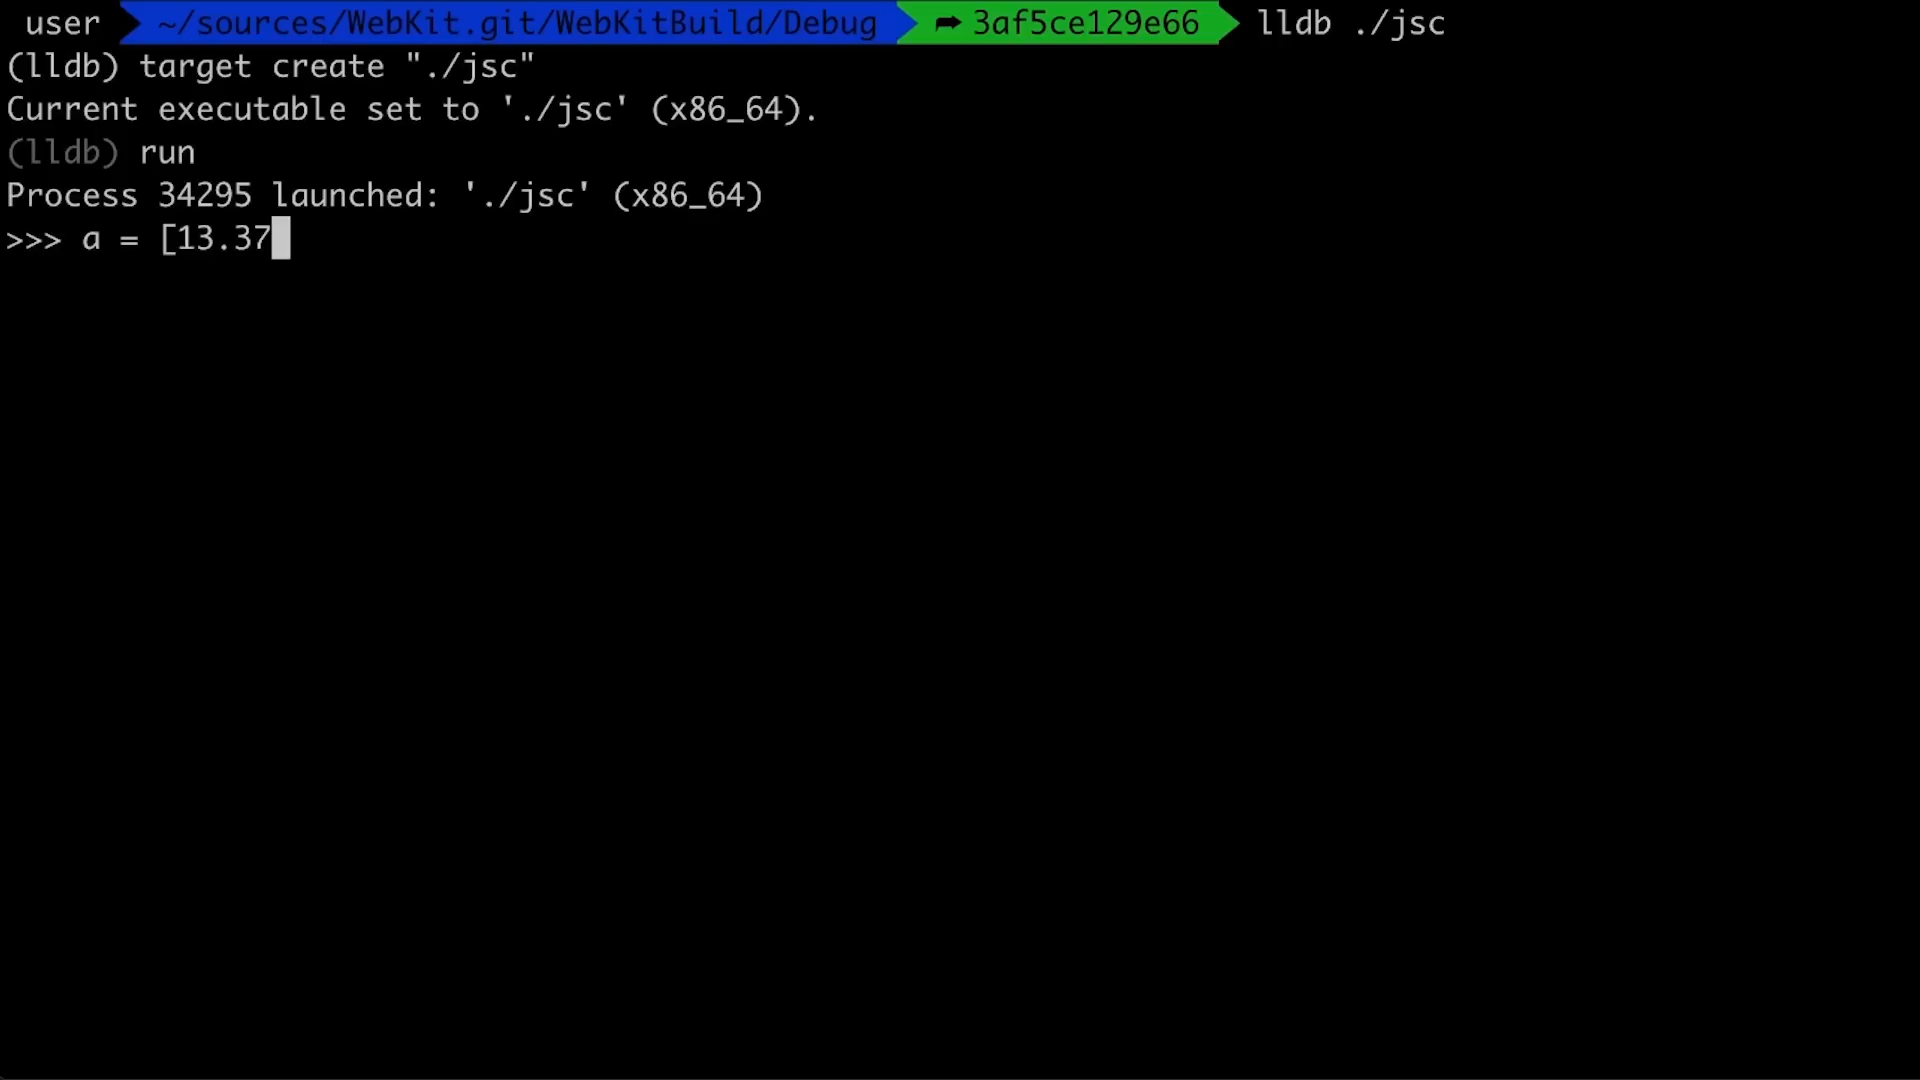 user ~/sources/WebKit.git/WebKitBuild/Debug ➦ 3af5ce129e66 lldb ./jsc
(lldb) target create "./jsc"
Current executable set to './jsc' (x86_64).
(lldb) run
Process 34295 launched: './jsc' (x86_64)
>>> a = [13.37